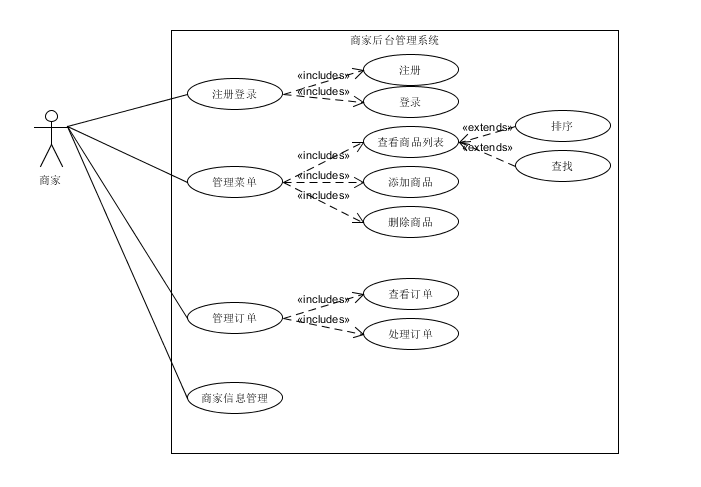 商家后台管理系统
注册
«includes»
注册登录
«includes»
登录
«extends»
排序
查看商品列表
商家
«includes»
«extends»
查找
管理菜单
«includes»
添加商品
«includes»
删除商品
«includes»
查看订单
管理订单
«includes»
处理订单
商家信息管理